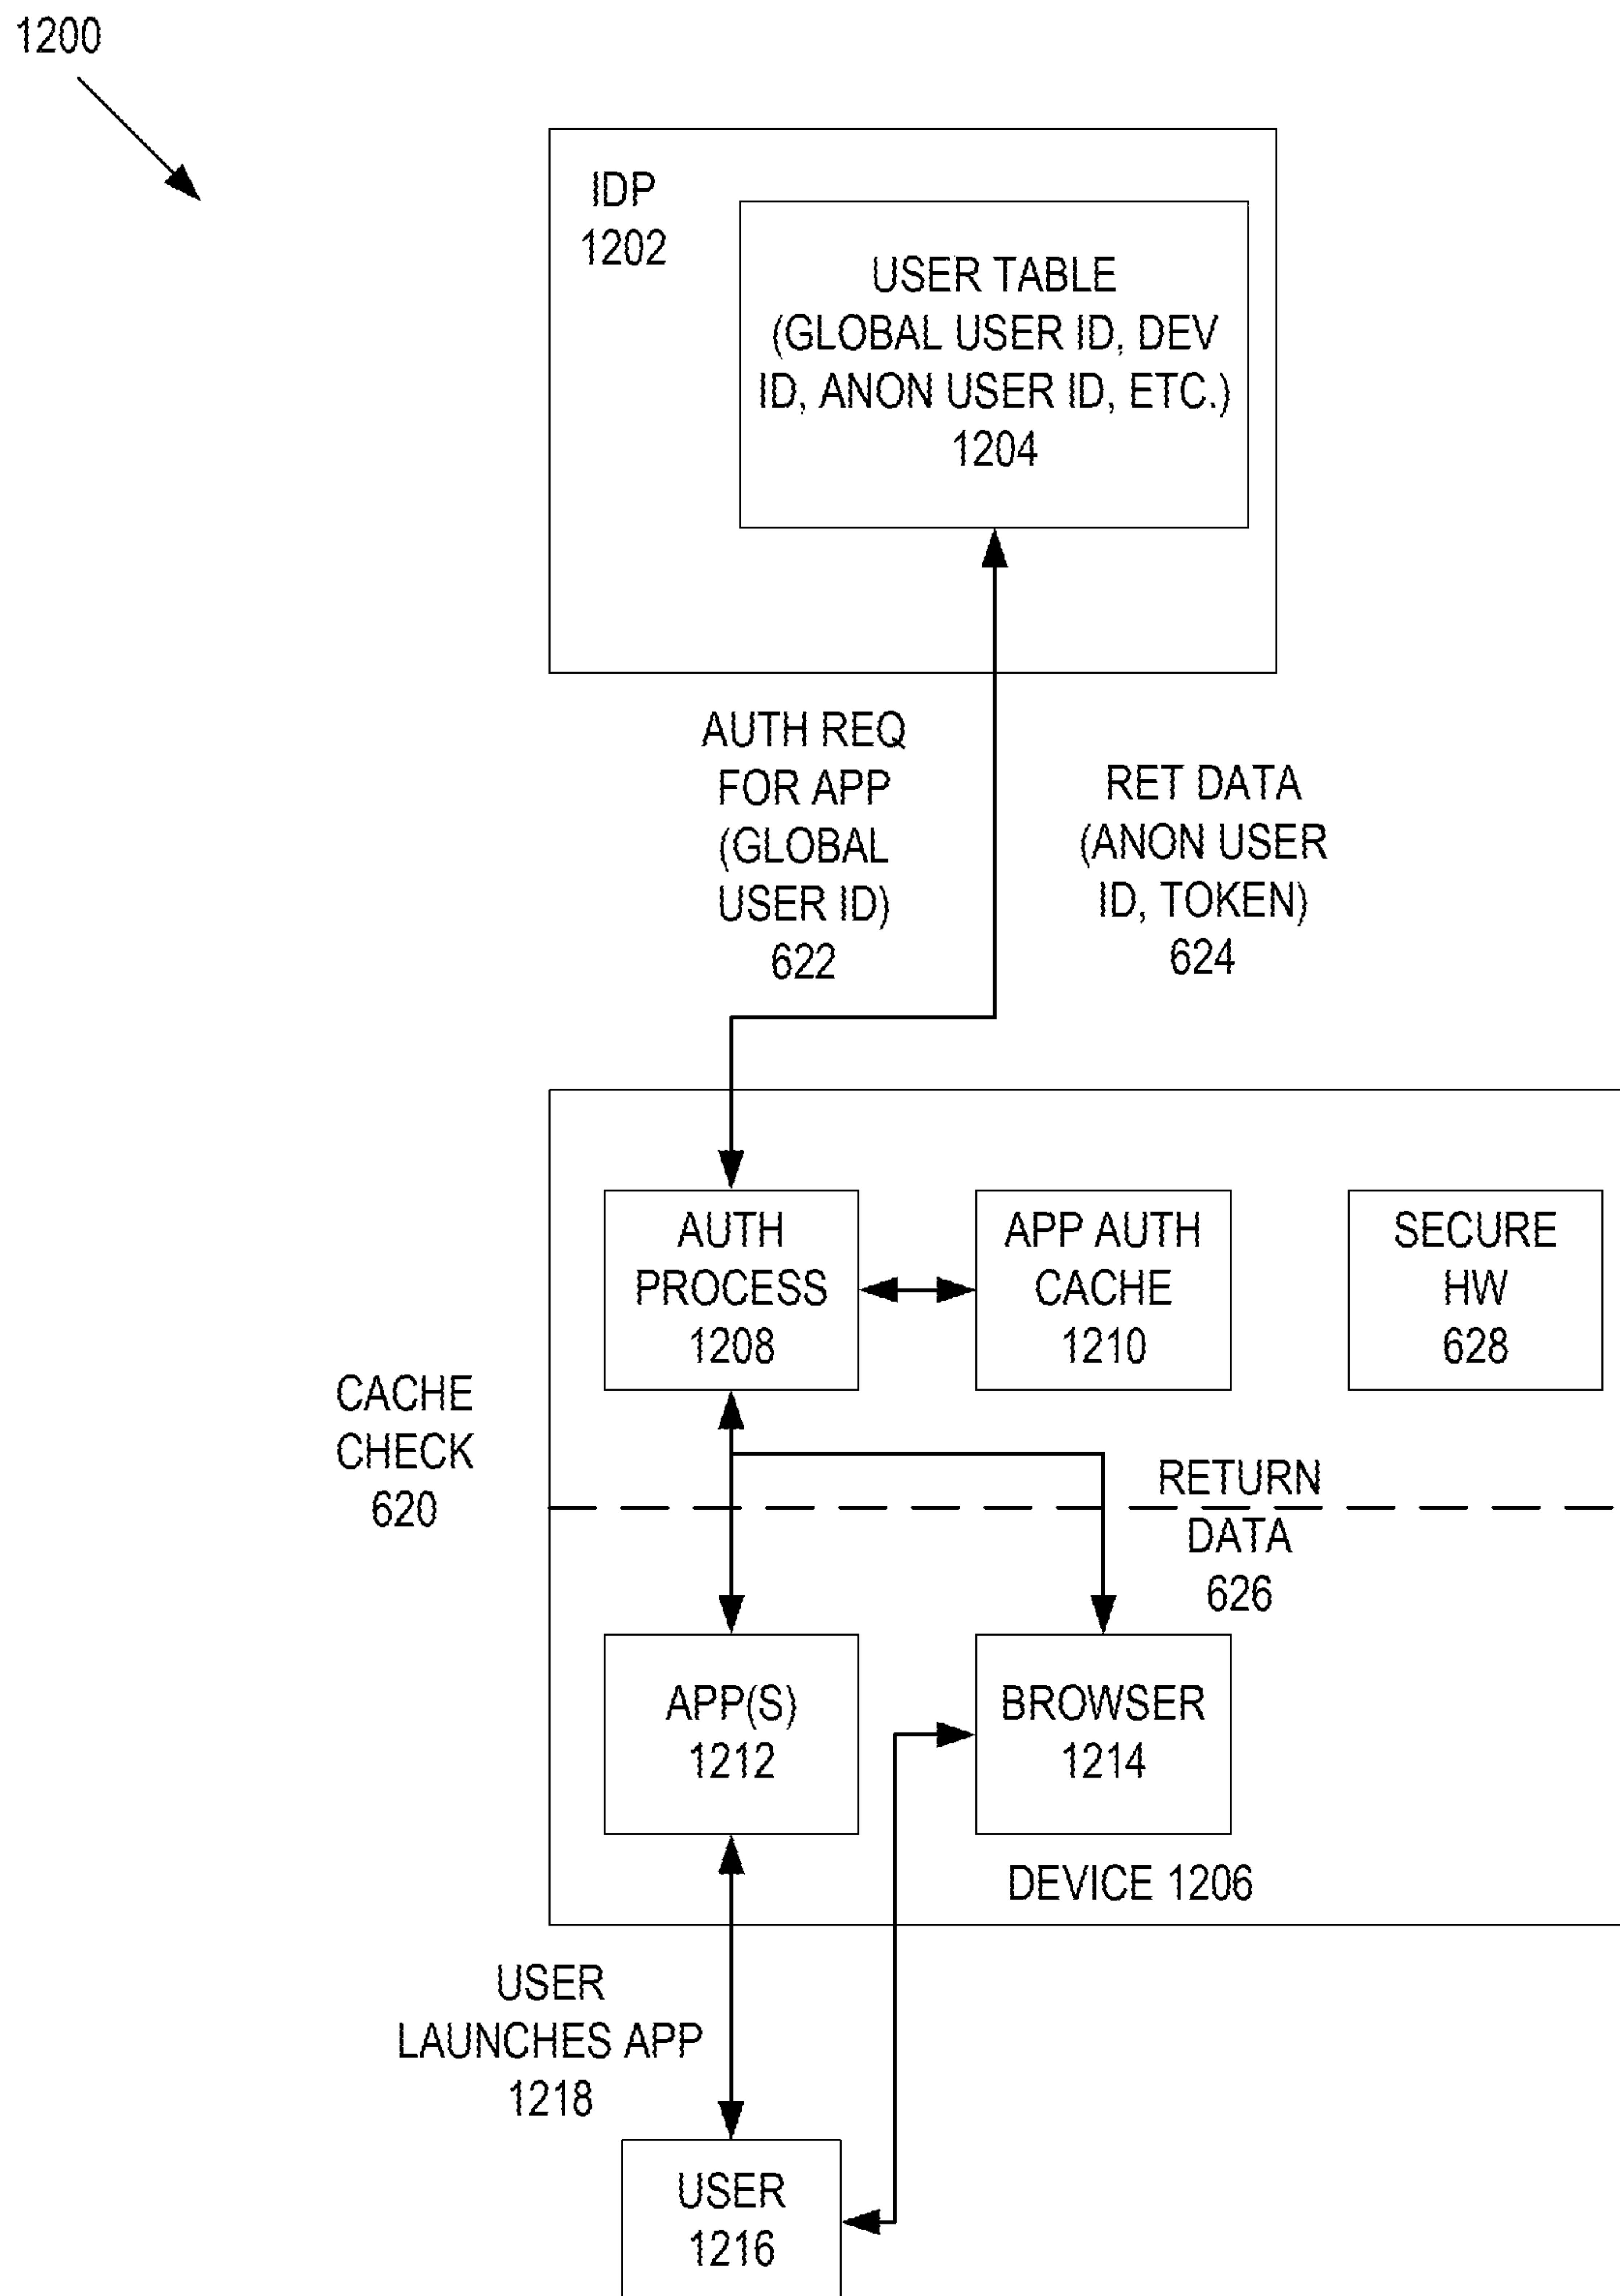 1200
IDP
1202
USER TABLE
(GLOBAL USER ID, DEV
ID, ANON USER ID, ETC.)
1204
AUTH REQ
FOR APP
(GLOBAL
USER ID)
622
RET DATA
(ANON USER
ID, TOKEN)
624
AUTH
PROCESS
1208
APP AUTH
CACHE
1210
SECURE
HW
628
CACHE
CHECK
620
RETURN
DATA
626
APP(S)
1212
BROWSER
1214
DEVICE 1206
USER
LAUNCHES APP
1218
USER
1216